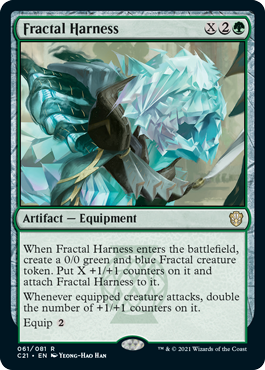 Fractal Harness X2
Artifact — Equipment
When Fractal Harness enters the battlefield,
create a 0/0 green and blue Fractal creature
token. Put X +1/+1 counters on it and
attach Fractal Harness to it.
Whenever equipped creature attacks, double
the number of +1/+1 counters on it.
Equip 2
061/081 R
C21 • EN Yeong-Hao Han ™ & © 2021 Wizards of the Coast